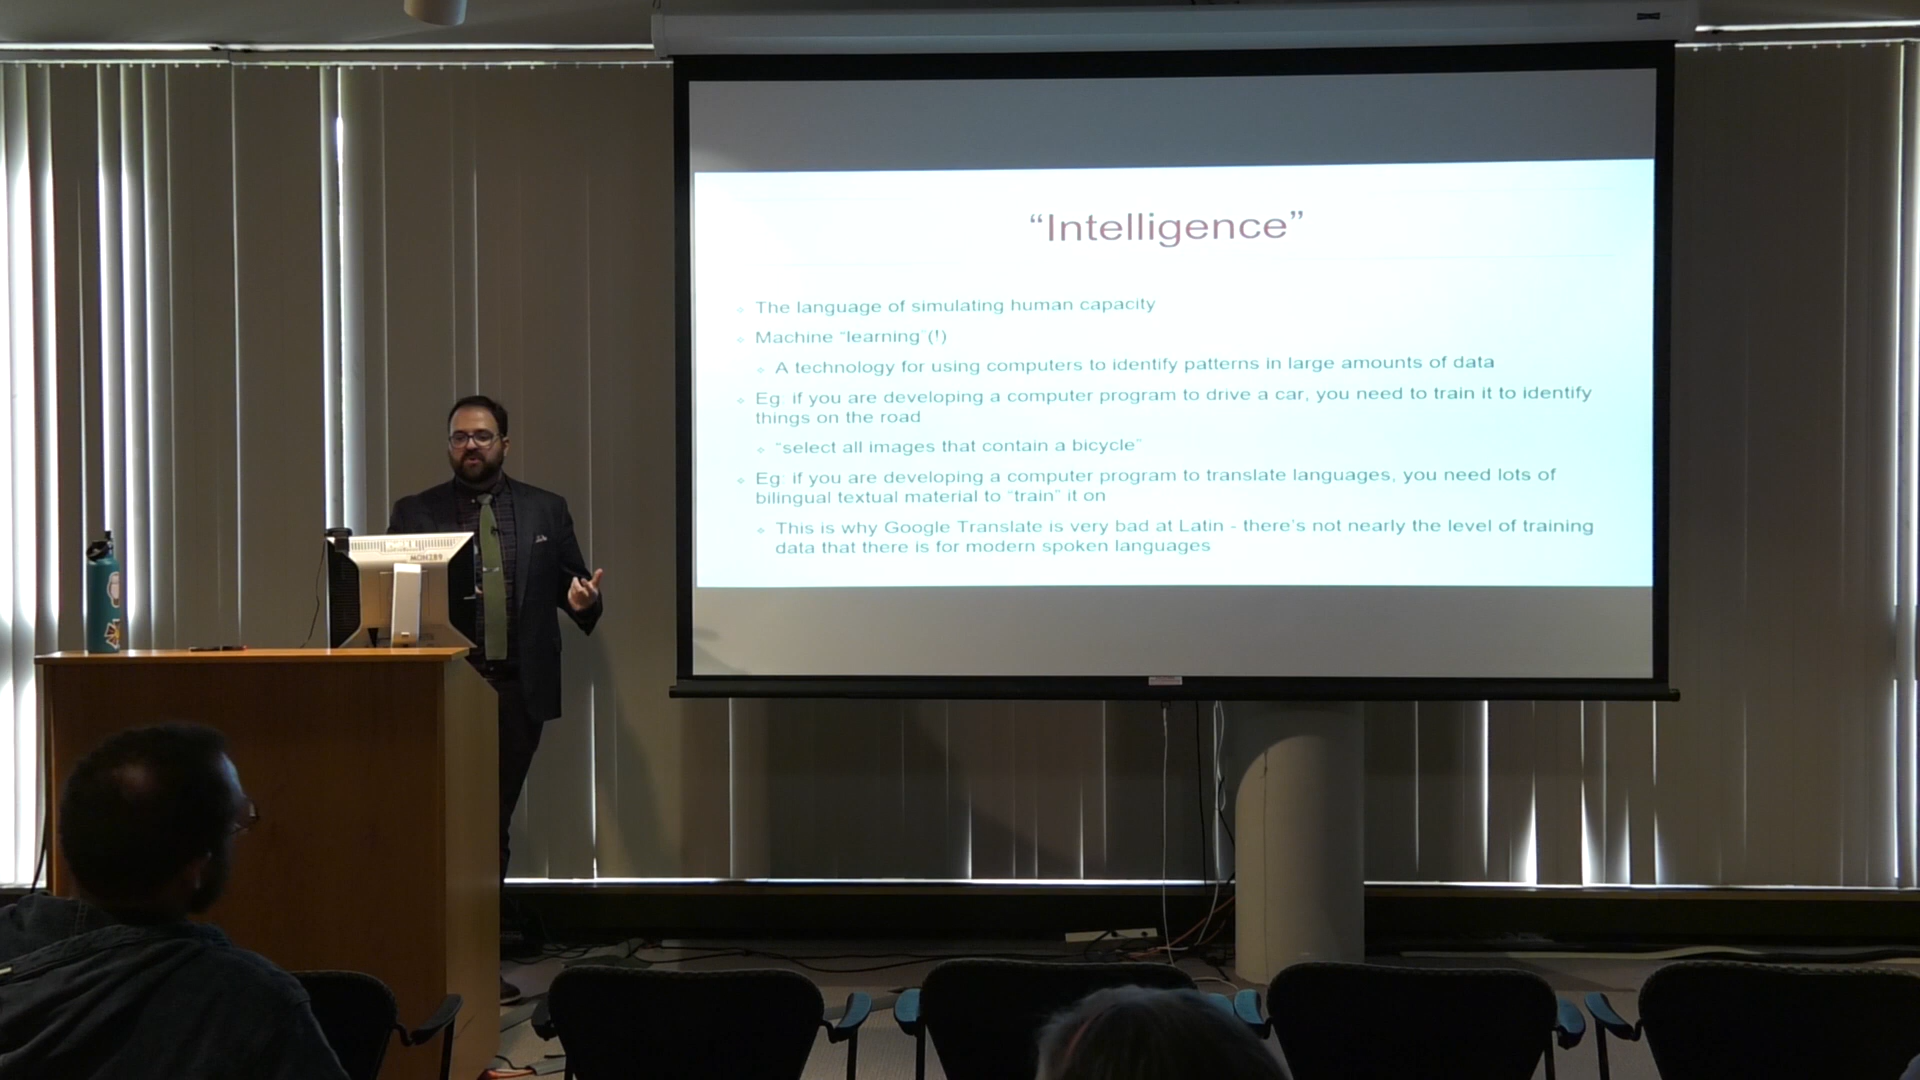 “Intelligence”
The language of simulating human capacity
Machine “learning”(!)
A technology for using computers to identify patterns in large amounts of data
Eg. if you are developing a computer program to drive a car, you need to train it to identify
things on the road
“select all images that contain a bicycle”
Eg. if you are developing a computer program to translate languages, you need lots of
bilingual textual material to “train” it on
This is why Google Translate is very bad at Latin - there’s not nearly the level of training
data that there is for modern spoken languages